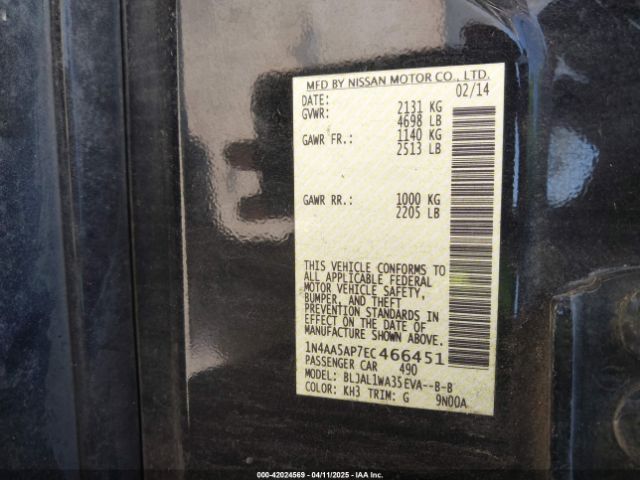 MFD BY NISSAN MOTOR CO., LTD.
DATE: 02/14
GVWR: 2131 KG
4698 LB
GAWR FR.: 1140 KG
2513 LB
GAWR RR.: 1000 KG
2205 LB
THIS VEHICLE CONFORMS TO
ALL APPLICABLE FEDERAL
MOTOR VEHICLE SAFETY,
BUMPER, AND THEFT
PREVENTION STANDARDS IN
EFFECT ON THE DATE OF
MANUFACTURE SHOWN ABOVE.
1N4AA5AP7EC466451
PASSENGER CAR 490
MODEL: BLJAL1WA35EVA--B-B
COLOR: KH3 TRIM: G 9N00A
000-42024569 - 04/11/2025 - IAA Inc.